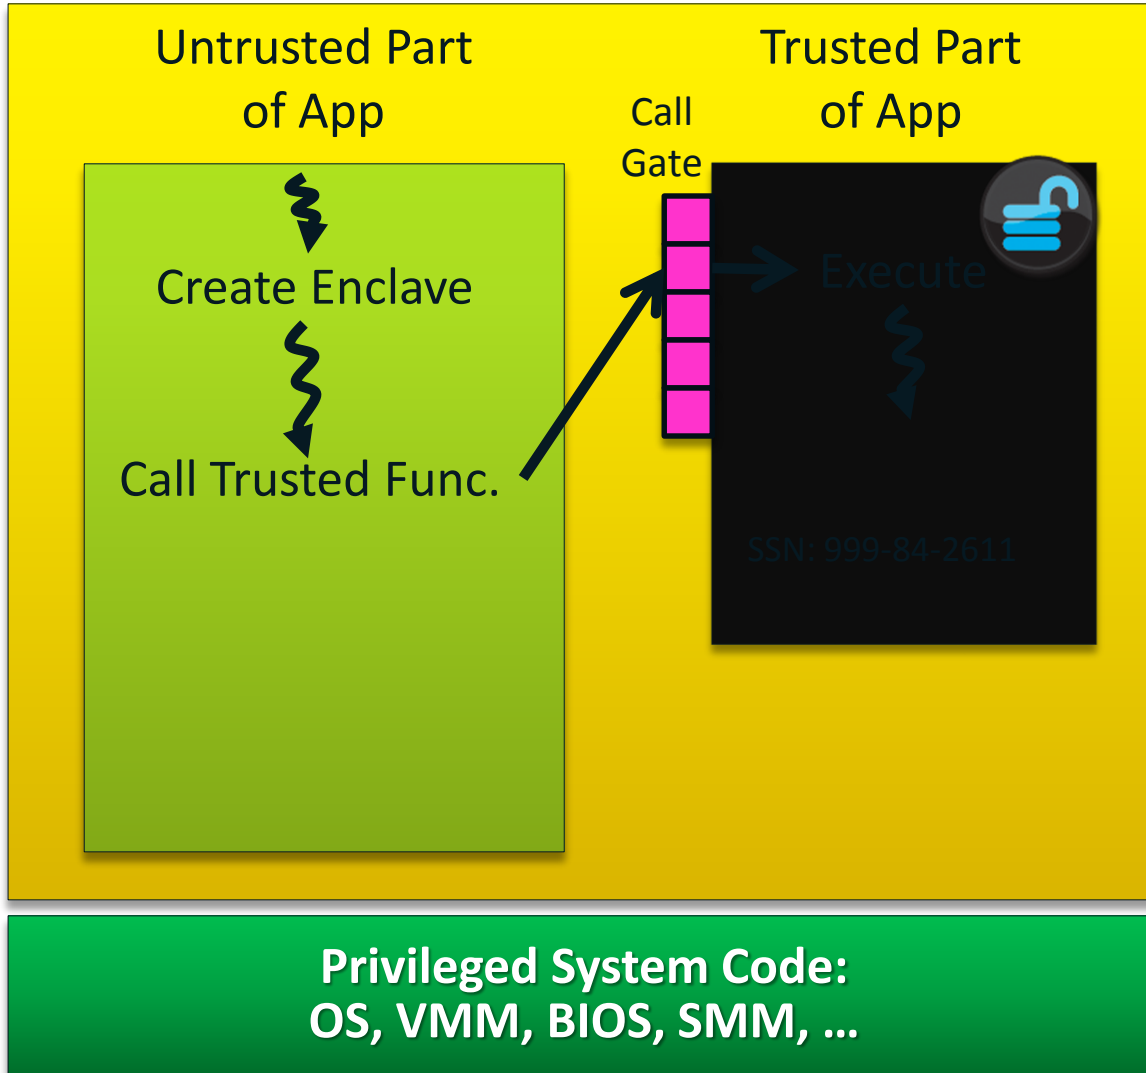 Untrusted Part
of App
Trusted Part
of App
Call
Gate
Create Enclave
Call Trusted Func.
Execute
SSN: 999-84-2611
Privileged System Code:
OS, VMM, BIOS, SMM, ...